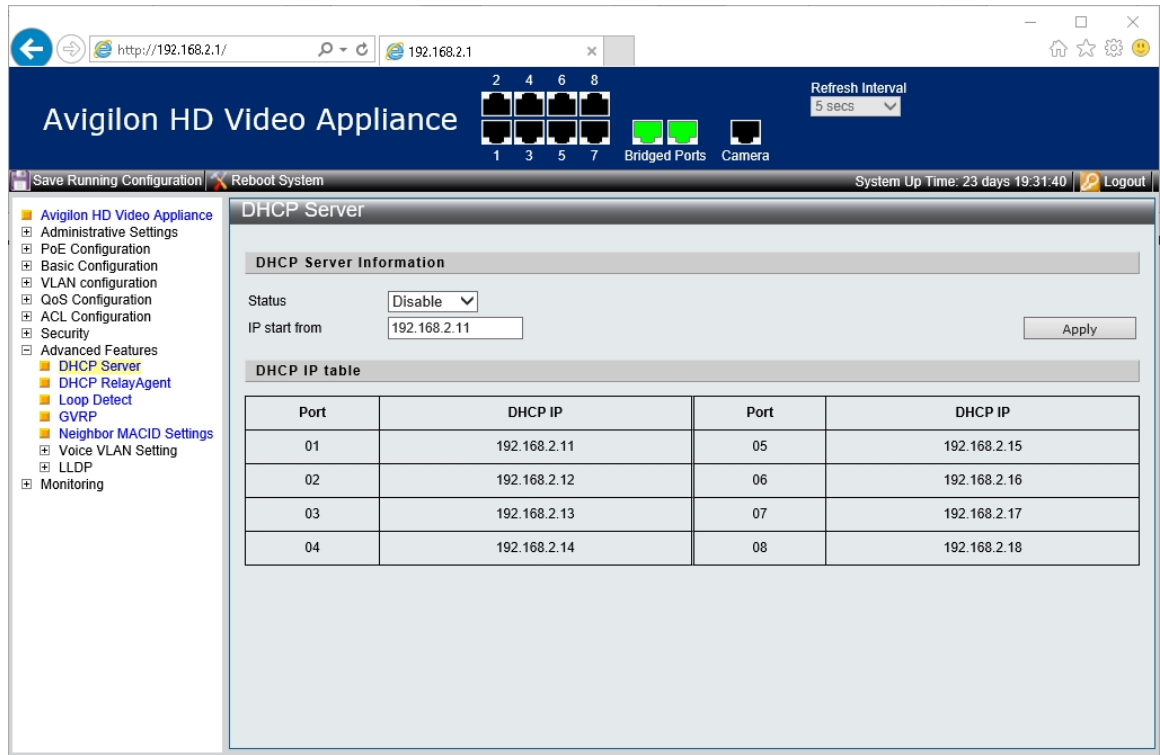 http://192.168.2.1/
192.168.2.1
Avigilon HD Video Appliance
2 4 6 8
1 3 5 7
Bridged Ports
Camera
Refresh Interval
5 secs
Save Running Configuration
Reboot System
System Up Time: 23 days 19:31:40
Logout
Avigilon HD Video Appliance
Administrative Settings
PoE Configuration
Basic Configuration
VLAN configuration
QoS Configuration
ACL Configuration
Security
Advanced Features
DHCP Server
DHCP RelayAgent
Loop Detect
GVRP
Neighbor MACID Settings
Voice VLAN Setting
LLDP
Monitoring
DHCP Server
DHCP Server Information
Status Disable
IP start from 192.168.2.11
Apply
DHCP IP table
Port DHCP IP Port DHCP IP
01 192.168.2.11 05 192.168.2.15
02 192.168.2.12 06 192.168.2.16
03 192.168.2.13 07 192.168.2.17
04 192.168.2.14 08 192.168.2.18